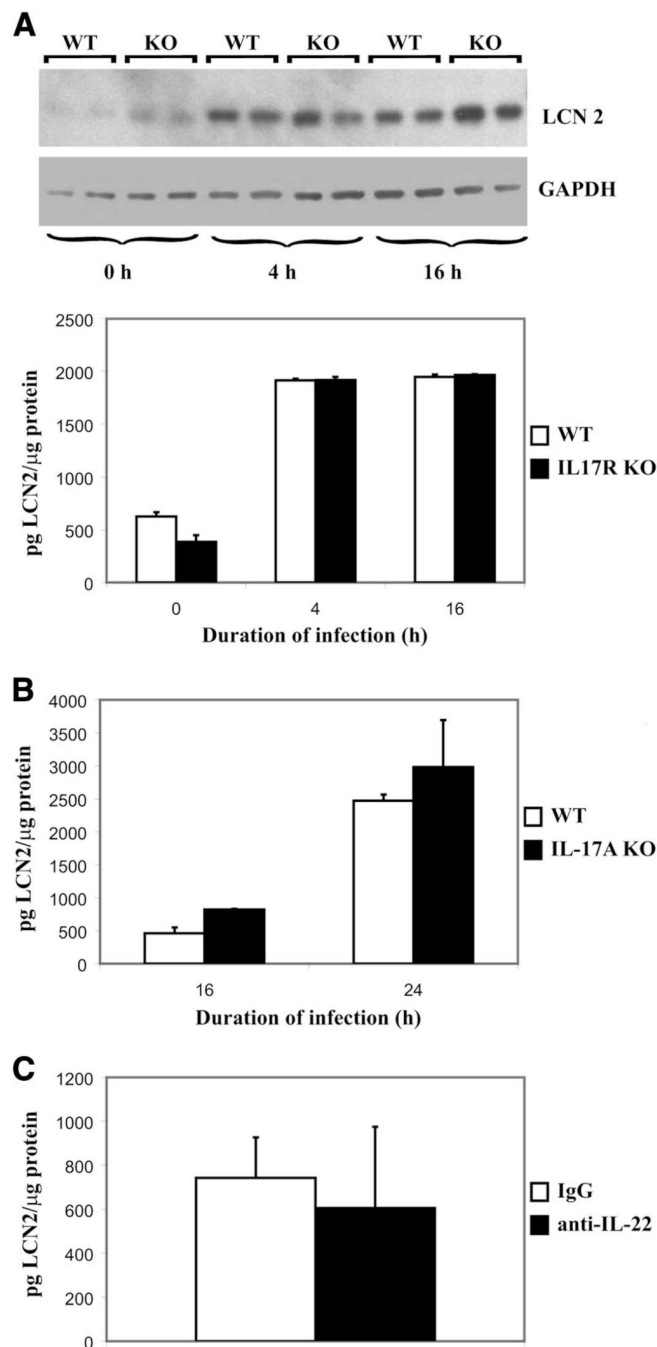 A
WT KO WT KO WT KO
LCN 2
GAPDH
0 h 4 h 16 h
2500
2000
1500
1000
500
0
pg LCN2/μg protein
WT
IL17R KO
0 4 16
Duration of infection (h)
B
4000
3500
3000
2500
2000
1500
1000
500
0
pg LCN2/μg protein
WT
IL-17A KO
16 24
Duration of infection (h)
C
1200
1000
800
600
400
200
0
pg LCN2/μg protein
IgG
anti-IL-22